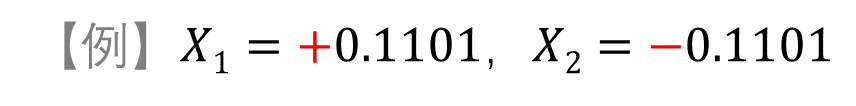 【例】X₁ = +0.1101, X₂ = −0.1101